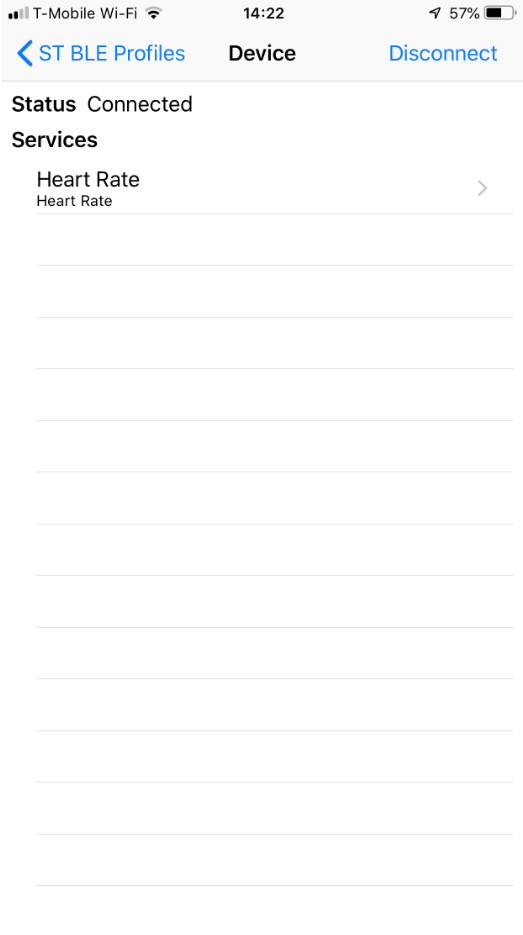 T-Mobile Wi-Fi 14:22 57%
ST BLE Profiles Device Disconnect
Status Connected
Services
Heart Rate
Heart Rate